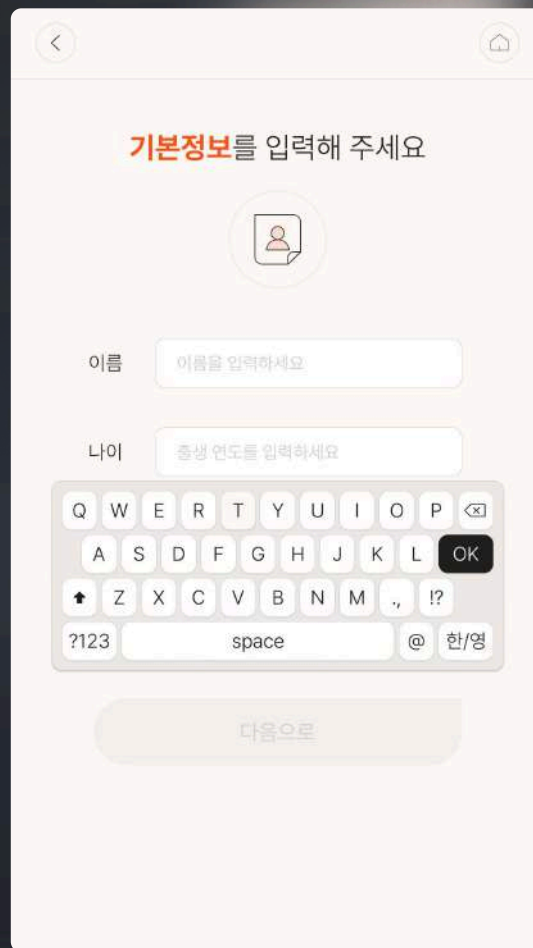 기본정보를 입력해 주세요
이름 이름을 입력하세요
나이 출생 연도를 입력하세요
Q W E R T Y U I O P
A S D F G H J K L OK
Z X C V B N M ., !?
?123 space @ 한/영
다음으로